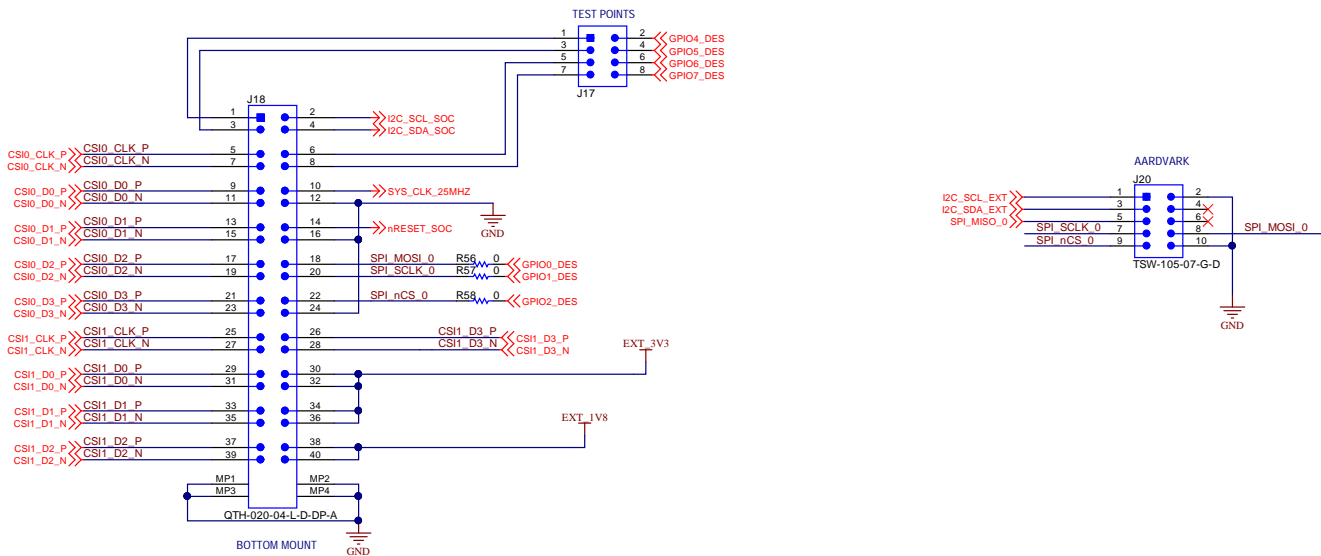 TEST POINTS
1 2 GPIO4_DES
3 4 GPIO5_DES
5 6 GPIO6_DES
7 8 GPIO7_DES
J17
J18
1 2 I2C_SCL_SOC
3 4 I2C_SDA_SOC
CSI0_CLK_P CSI0_CLK_P 5 6
CSI0_CLK_N CSI0_CLK_N 7 8
CSI0_D0_P CSI0_D0_P 9 10 SYS_CLK_25MHZ
CSI0_D0_N CSI0_D0_N 11 12
GND
CSI0_D1_P CSI0_D1_P 13 14 nRESET_SOC
CSI0_D1_N CSI0_D1_N 15 16
CSI0_D2_P CSI0_D2_P 17 18 SPI_MOSI_0 R56 0 GPIO0_DES
CSI0_D2_N CSI0_D2_N 19 20 SPI_SCLK_0 R57 0 GPIO1_DES
CSI0_D3_P CSI0_D3_P 21 22 SPI_nCS_0 R58 0 GPIO2_DES
CSI0_D3_N CSI0_D3_N 23 24
CSI1_CLK_P CSI1_CLK_P 25 26 CSI1_D3_P CSI1_D3_P
CSI1_CLK_N CSI1_CLK_N 27 28 CSI1_D3_N CSI1_D3_N
EXT_3V3
CSI1_D0_P CSI1_D0_P 29 30
CSI1_D0_N CSI1_D0_N 31 32
CSI1_D1_P CSI1_D1_P 33 34
CSI1_D1_N CSI1_D1_N 35 36
EXT_1V8
CSI1_D2_P CSI1_D2_P 37 38
CSI1_D2_N CSI1_D2_N 39 40
MP1 MP2
MP3 MP4
QTH-020-04-L-D-DP-A
BOTTOM MOUNT
GND
AARDVARK
J20
I2C_SCL_EXT 1 2
I2C_SDA_EXT 3 4
SPI_MISO_0 5 6
SPI_SCLK_0 7 8 SPI_MOSI_0
SPI_nCS_0 9 10
TSW-105-07-G-D
GND